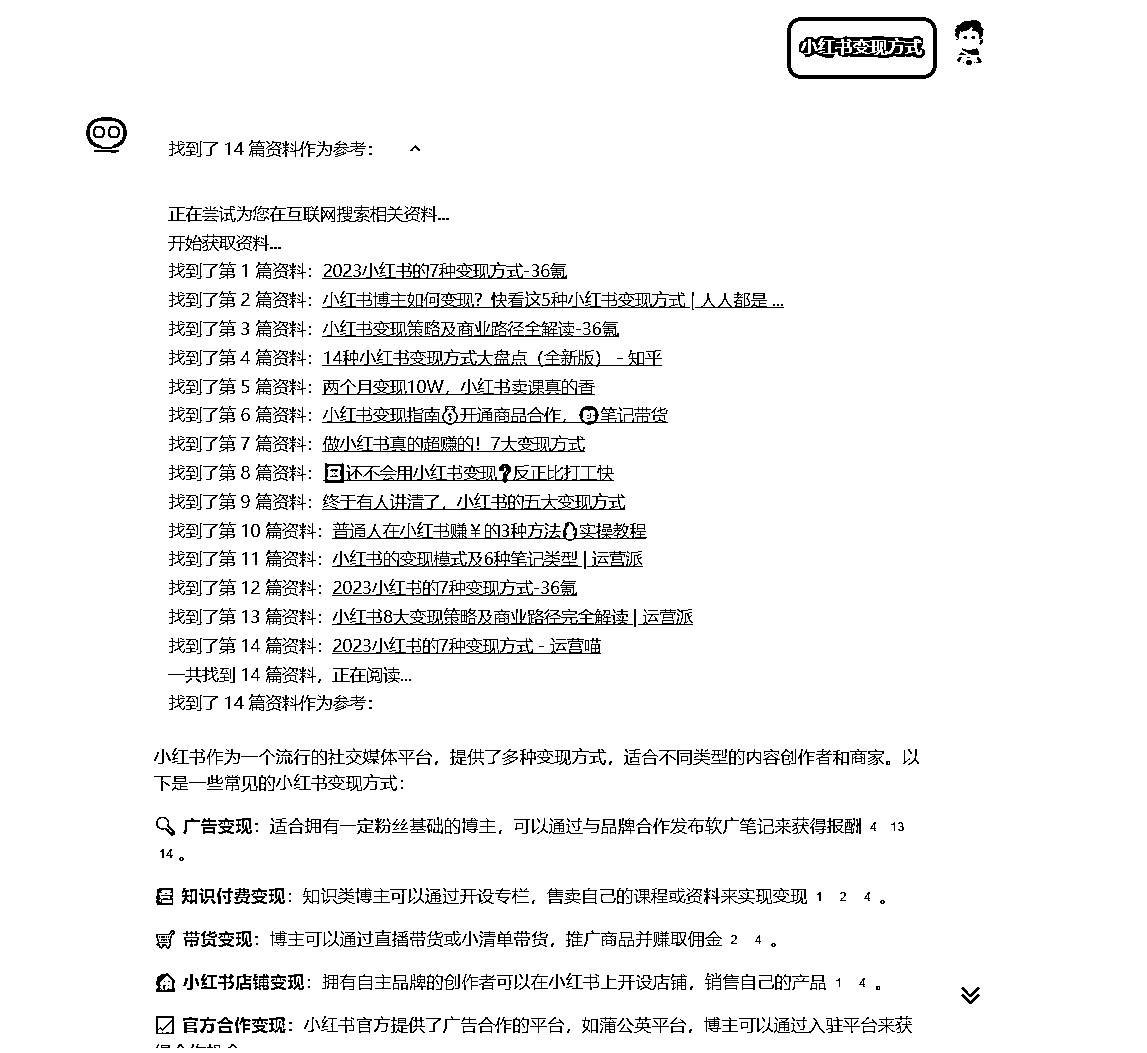 小红书变现方式
找到了 14 篇资料作为参考：
正在尝试为您在互联网搜索相关资料...
开始获取资料...
找到了第 1 篇资料：2023小红书的7种变现方式-36氪
找到了第 2 篇资料：小红书博主如何变现？快看这5种小红书变现方式 | 人人都是 ...
找到了第 3 篇资料：小红书变现策略及商业路径全解读-36氪
找到了第 4 篇资料：14种小红书变现方式大盘点（全新版） - 知乎
找到了第 5 篇资料：两个月变现10W，小红书卖课真的香
找到了第 6 篇资料：小红书变现指南💰开通商品合作，笔记带货
找到了第 7 篇资料：做小红书真的超赚的！7大变现方式
找到了第 8 篇资料：还不会用小红书变现❓反正比打工快
找到了第 9 篇资料：终于有人讲清了，小红书的五大变现方式
找到了第 10 篇资料：普通人在小红书赚￥的3种方法🔥实操教程
找到了第 11 篇资料：小红书的变现模式及6种笔记类型 | 运营派
找到了第 12 篇资料：2023小红书的7种变现方式-36氪
找到了第 13 篇资料：小红书8大变现策略及商业路径完全解读 | 运营派
找到了第 14 篇资料：2023小红书的7种变现方式 - 运营喵
一共找到 14 篇资料，正在阅读...
找到了 14 篇资料作为参考：
小红书作为一个流行的社交媒体平台，提供了多种变现方式，适合不同类型的内容创作者和商家。以
下是一些常见的小红书变现方式：
🔍 广告变现：适合拥有一定粉丝基础的博主，可以通过与品牌合作发布软广笔记来获得报酬 4 13
14 。
📒 知识付费变现：知识类博主可以通过开设专栏，售卖自己的课程或资料来实现变现 1 2 4 。
🛒 带货变现：博主可以通过直播带货或小清单带货，推广商品并赚取佣金 2 4 。
🏠 小红书店铺变现：拥有自主品牌的创作者可以在小红书上开设店铺，销售自己的产品 1 4 。
☑ 官方合作变现：小红书官方提供了广告合作的平台，如蒲公英平台，博主可以通过入驻平台来获